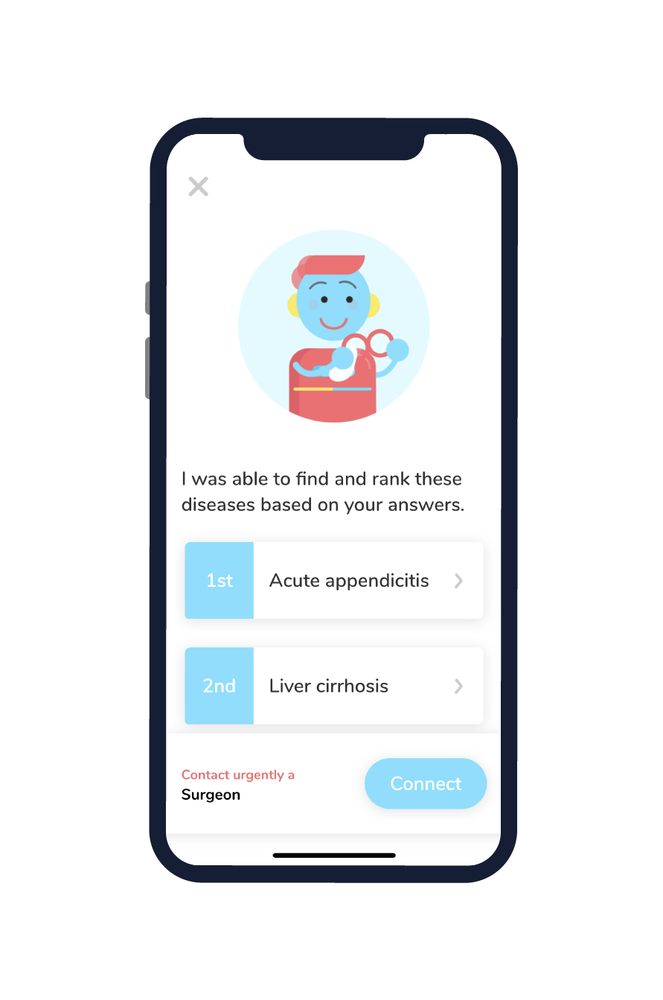 I was able to find and rank these
diseases based on your answers.
1st
Acute appendicitis
2nd
Liver cirrhosis
Contact urgently a
Surgeon
Connect